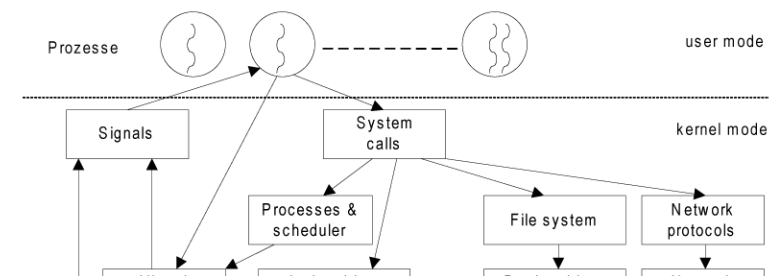 Prozesse
user mode
Signals
System
calls
kernel mode
Processes &
scheduler
File system
Network
protocols